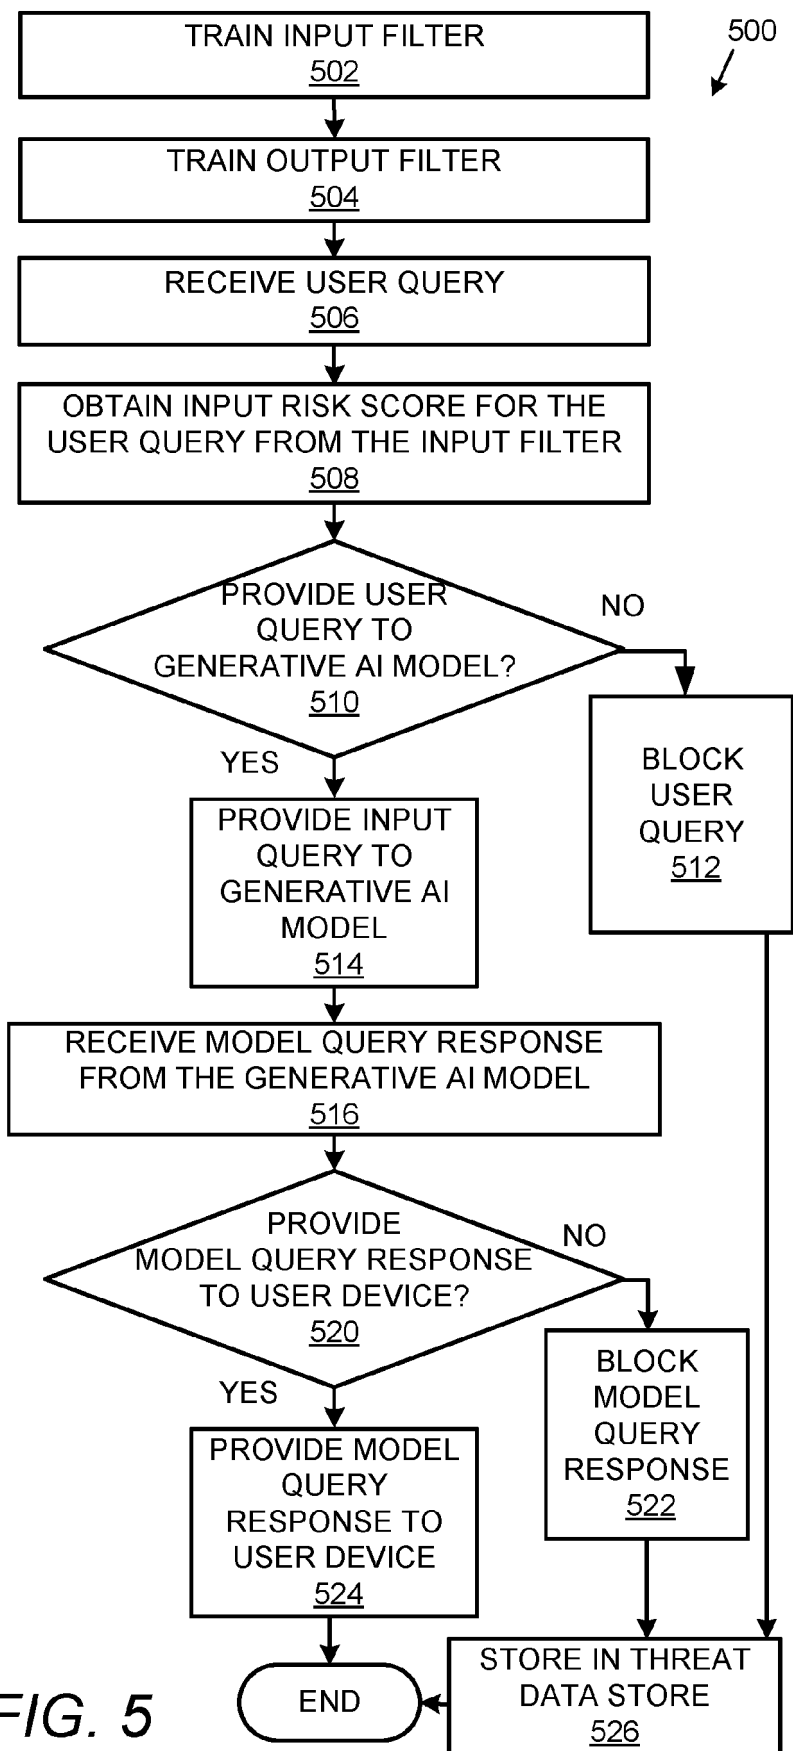 TRAIN INPUT FILTER
502
500
TRAIN OUTPUT FILTER
504
RECEIVE USER QUERY
506
OBTAIN INPUT RISK SCORE FOR THE
USER QUERY FROM THE INPUT FILTER
508
PROVIDE USER
QUERY TO
GENERATIVE AI MODEL?
510
NO
YES
BLOCK
USER
QUERY
512
PROVIDE INPUT
QUERY TO
GENERATIVE AI
MODEL
514
RECEIVE MODEL QUERY RESPONSE
FROM THE GENERATIVE AI MODEL
516
PROVIDE
MODEL QUERY RESPONSE
TO USER DEVICE?
520
NO
YES
BLOCK
MODEL
QUERY
RESPONSE
522
PROVIDE MODEL
QUERY
RESPONSE TO
USER DEVICE
524
STORE IN THREAT
DATA STORE
526
END
FIG. 5